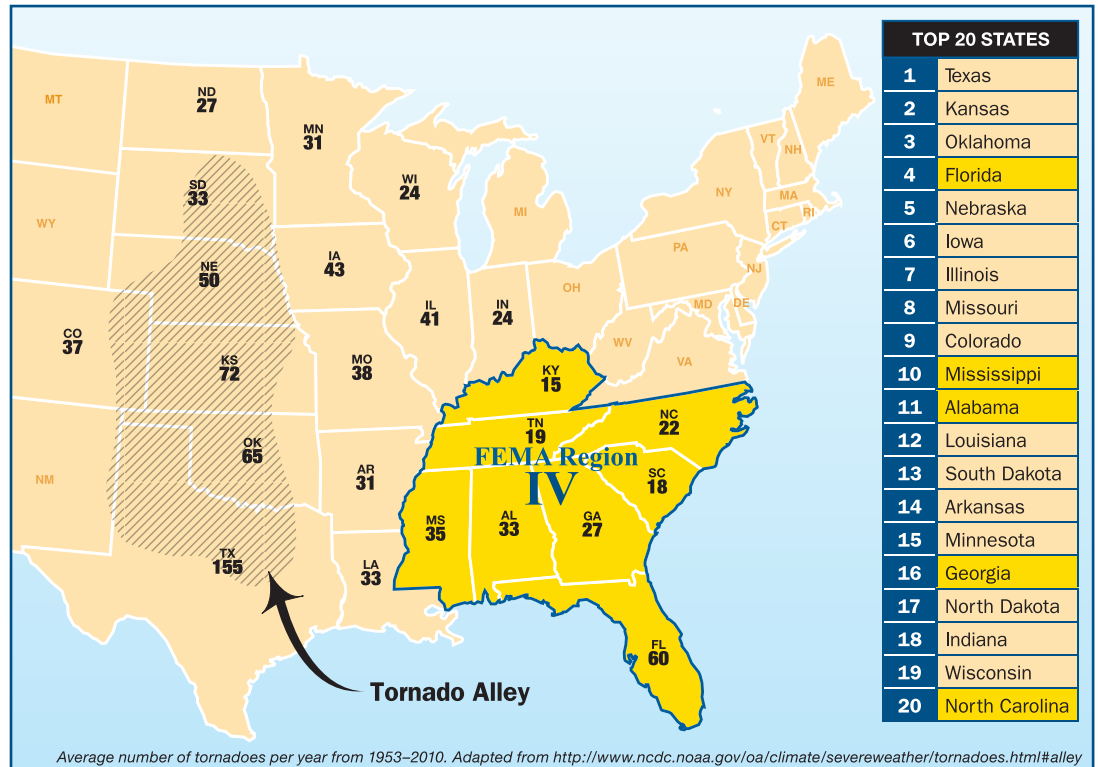 MT
ND
27
MN
31
ME
VT
NH
SD
33
WI
24
MI
NY
MA
RI
CT
WY
NE
50
IA
43
PA
NJ
IL
41
IN
24
OH
MD
DE
CO
37
KS
72
MO
38
WV
VA
KY
15
NM
OK
65
AR
31
TN
19
NC
22
FEMA Region
IV
SC
18
TX
155
LA
33
MS
35
AL
33
GA
27
FL
60
Tornado Alley
TOP 20 STATES
1 Texas
2 Kansas
3 Oklahoma
4 Florida
5 Nebraska
6 Iowa
7 Illinois
8 Missouri
9 Colorado
10 Mississippi
11 Alabama
12 Louisiana
13 South Dakota
14 Arkansas
15 Minnesota
16 Georgia
17 North Dakota
18 Indiana
19 Wisconsin
20 North Carolina
Average number of tornadoes per year from 1953–2010. Adapted from http://www.ncdc.noaa.gov/oa/climate/severeweather/tornadoes.html#alley